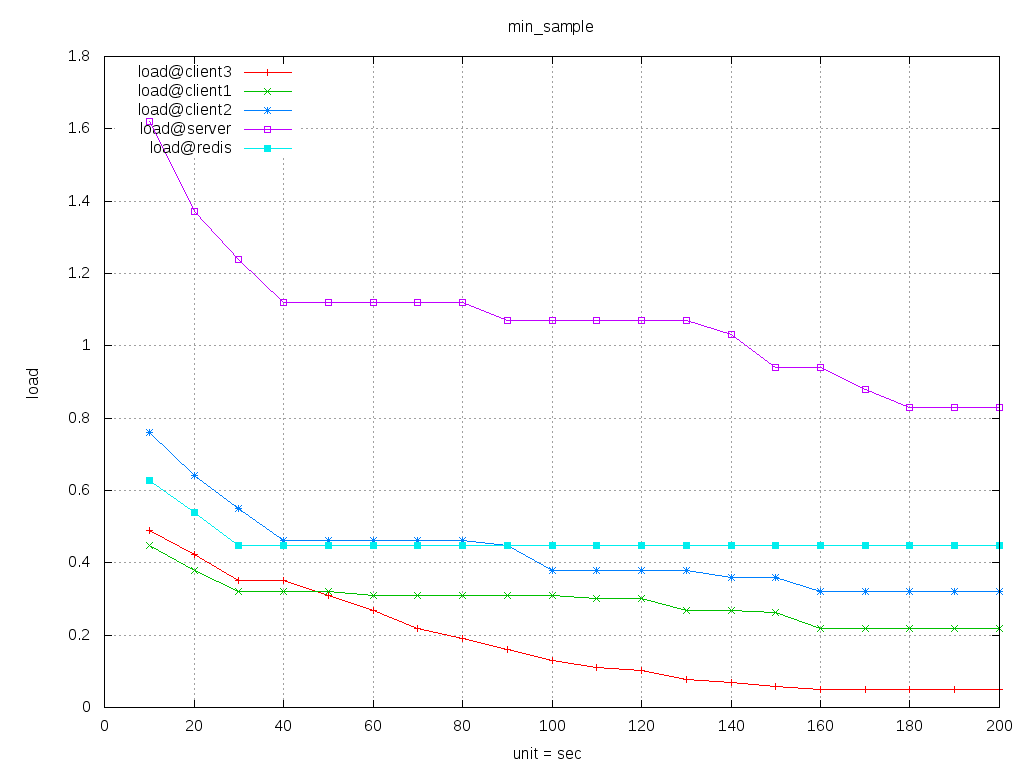 min_sample
1.8
1.6
1.4
1.2
1
0.8
0.6
0.4
0.2
0
load
load@client3
load@client1
load@client2
load@server
load@redis
0 20 40 60 80 100 120 140 160 180 200
unit = sec